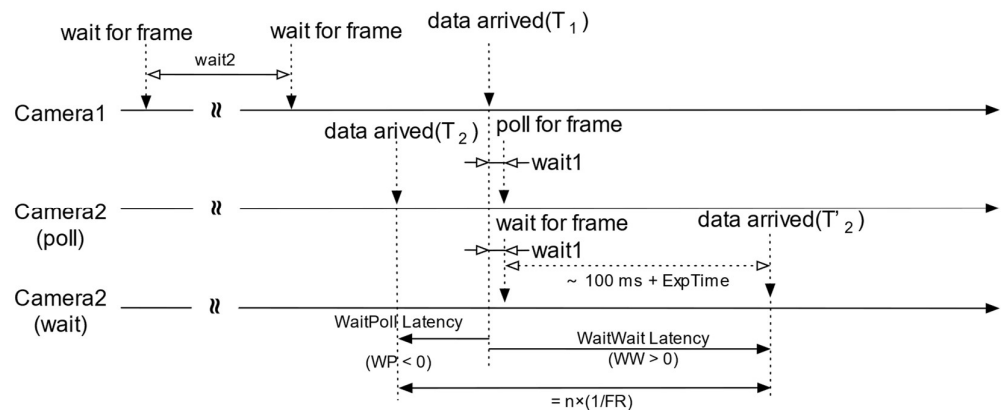 data arrived(T1)
wait for frame
wait for frame
wait2
Camera1
data arived(T2)
poll for frame
wait1
Camera2
(poll)
wait for frame
data arrived(T'2)
wait1
~ 100 ms + ExpTime
Camera2
(wait)
WaitPoll Latency
WaitWait Latency
(WP < 0)
(WW > 0)
= n×(1/FR)